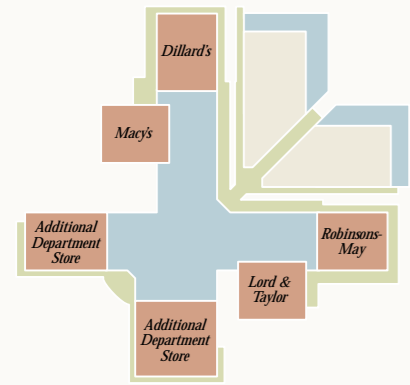 Dillard's
Macy's
Additional
Department
Store
Robinsons-
May
Lord &
Taylor
Additional
Department
Store